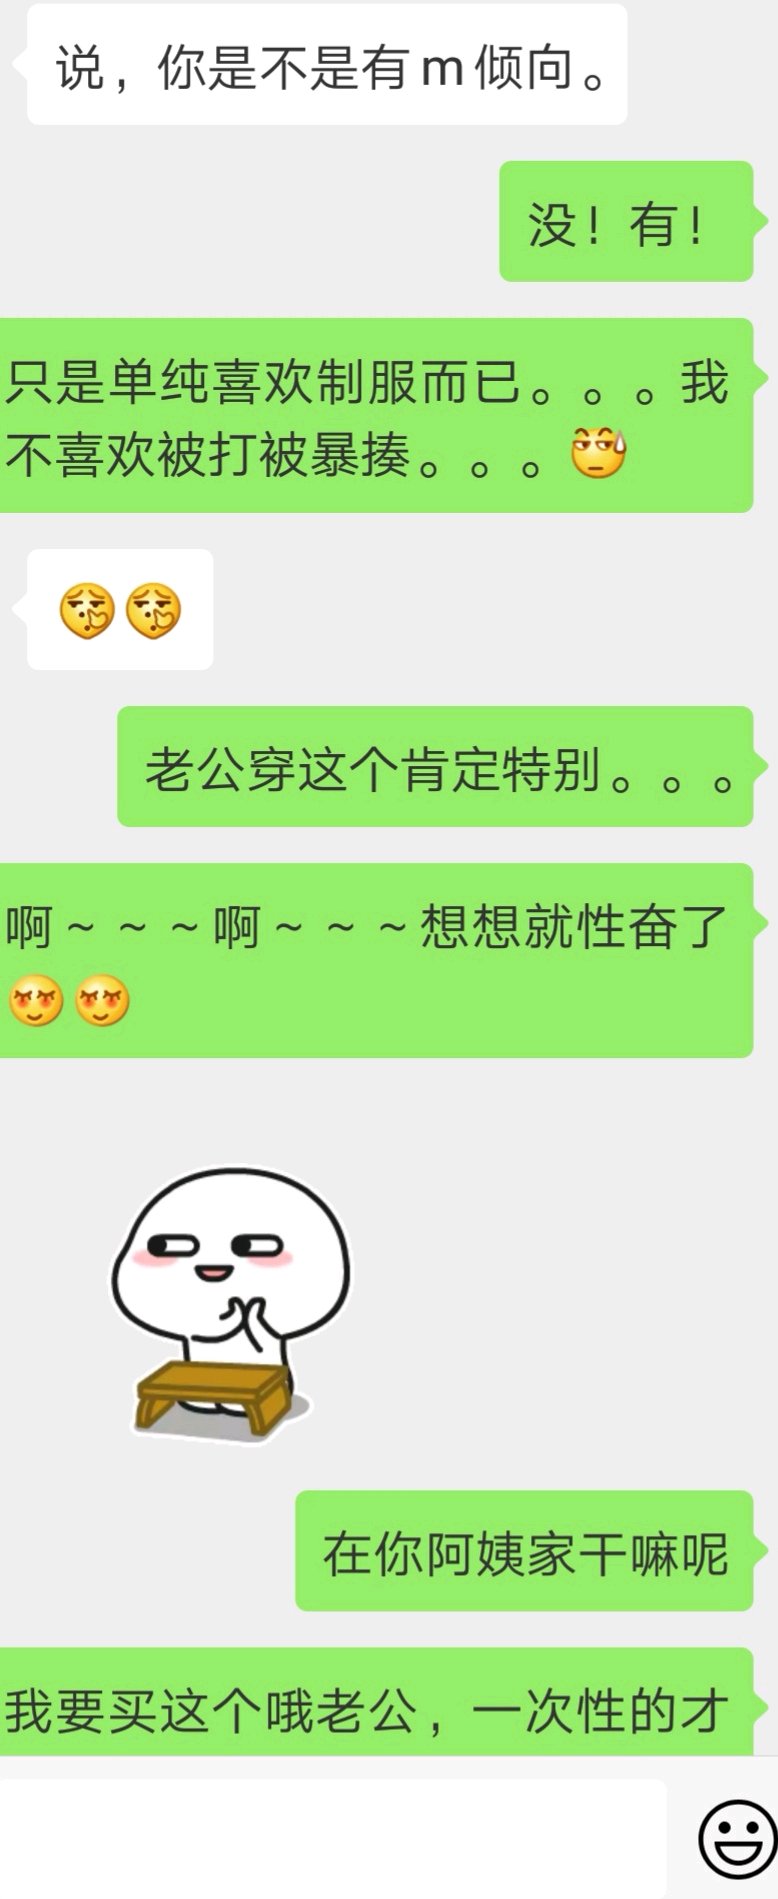 说，你是不是有m倾向。
没！有！
只是单纯喜欢制服而已。。。我
不喜欢被打被暴揍。。。
老公穿这个肯定特别。。。
啊～～～啊～～～想想就性奋了
在你阿姨家干嘛呢
我要买这个哦老公，一次性的才